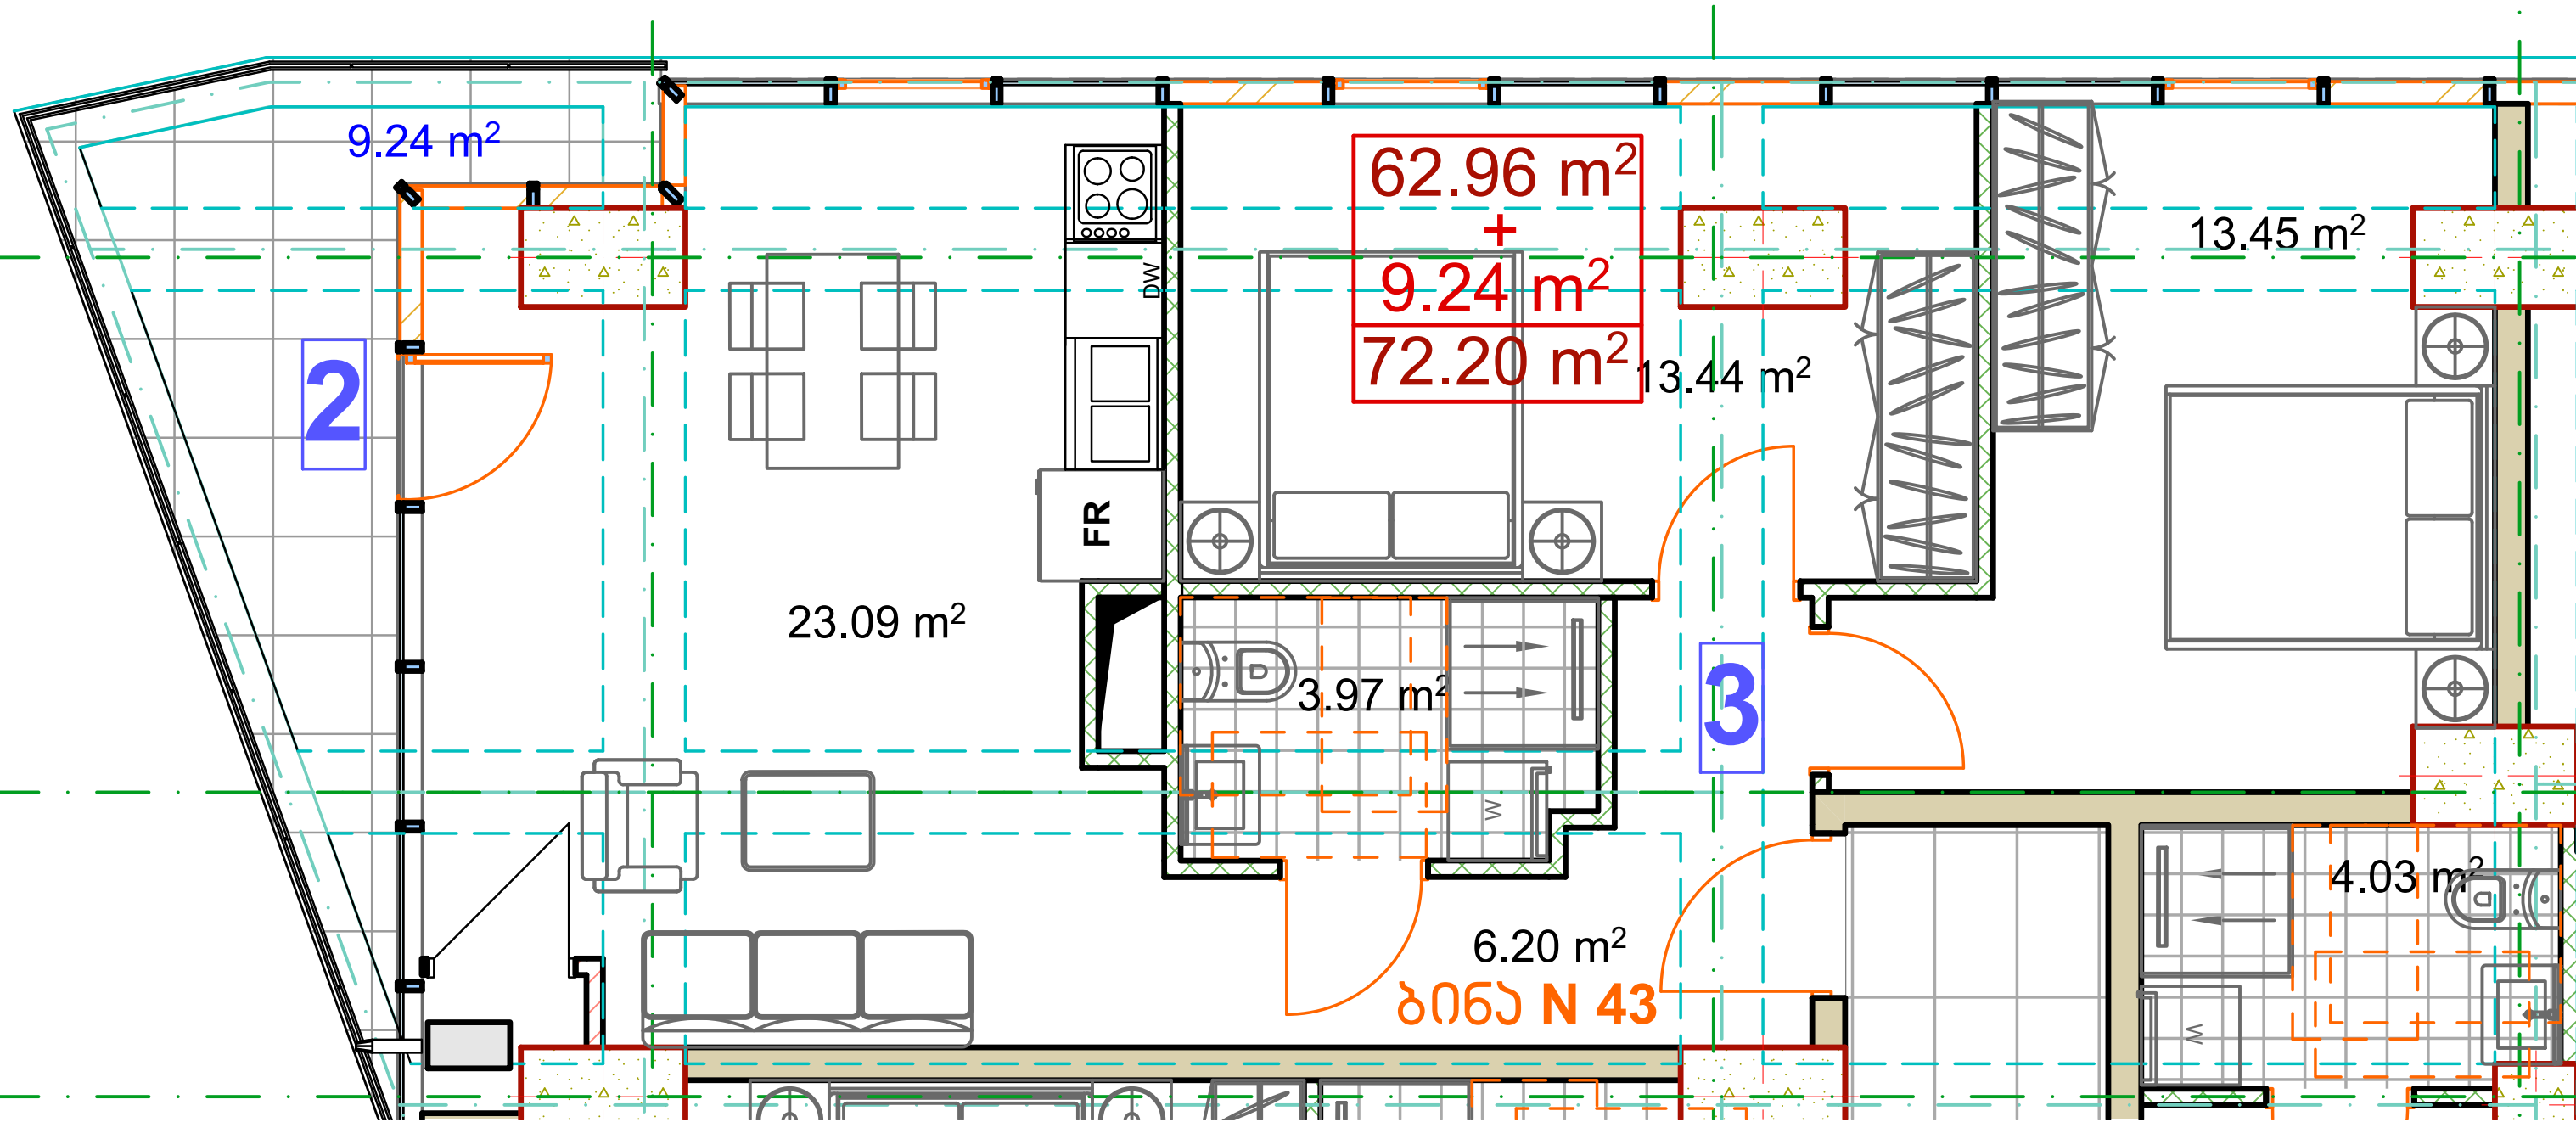 9.24 m²
62.96 m²
+
9.24 m²
72.20 m²
13.45 m²
DW
13.44 m²
2
FR
23.09 m²
3.97 m²
3
W
4.03 m²
6.20 m²
ბინა N 43
W